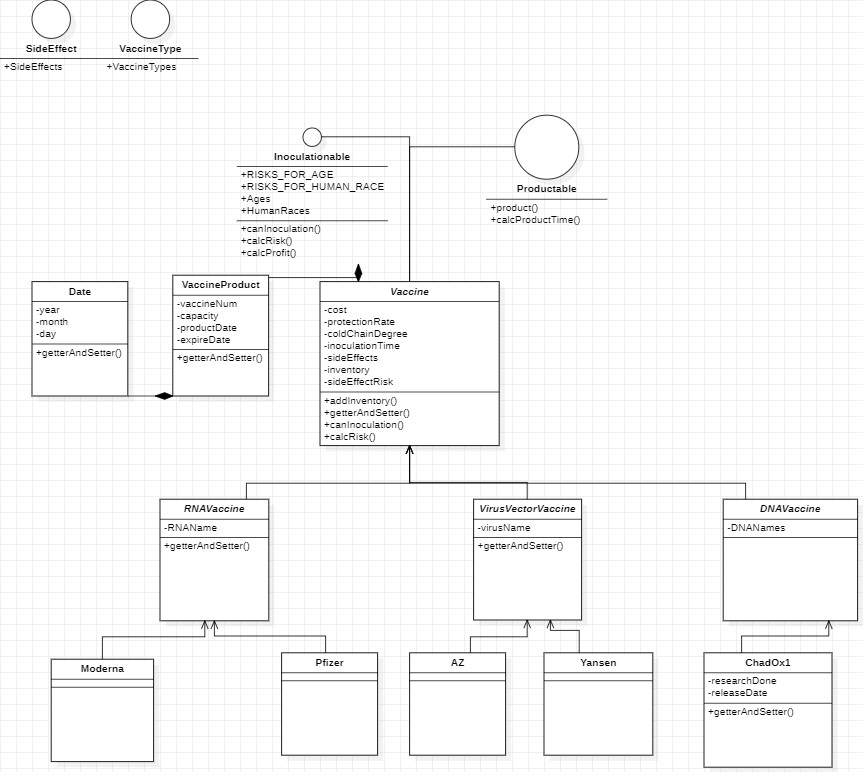 SideEffect
+SideEffects
VaccineType
+VaccineTypes
Inoculationable
+RISKS_FOR_AGE
+RISKS_FOR_HUMAN_RACE
+Ages
+HumanRaces
+canInoculation()
+calcRisk()
+calcProfit()
Productable
+product()
+calcProductTime()
Date
-year
-month
-day
+getterAndSetter()
VaccineProduct
-vaccineNum
-capacity
-productDate
-expireDate
+getterAndSetter()
Vaccine
-cost
-protectionRate
-coldChainDegree
-inoculationTime
-sideEffects
-inventory
-sideEffectRisk
+addInventory()
+getterAndSetter()
+canInoculation()
+calcRisk()
RNAVaccine
-RNAName
+getterAndSetter()
VirusVectorVaccine
-virusName
+getterAndSetter()
DNAVaccine
-DNANames
Moderna
Pfizer
AZ
Yansen
ChadOx1
-researchDone
-releaseDate
+getterAndSetter()